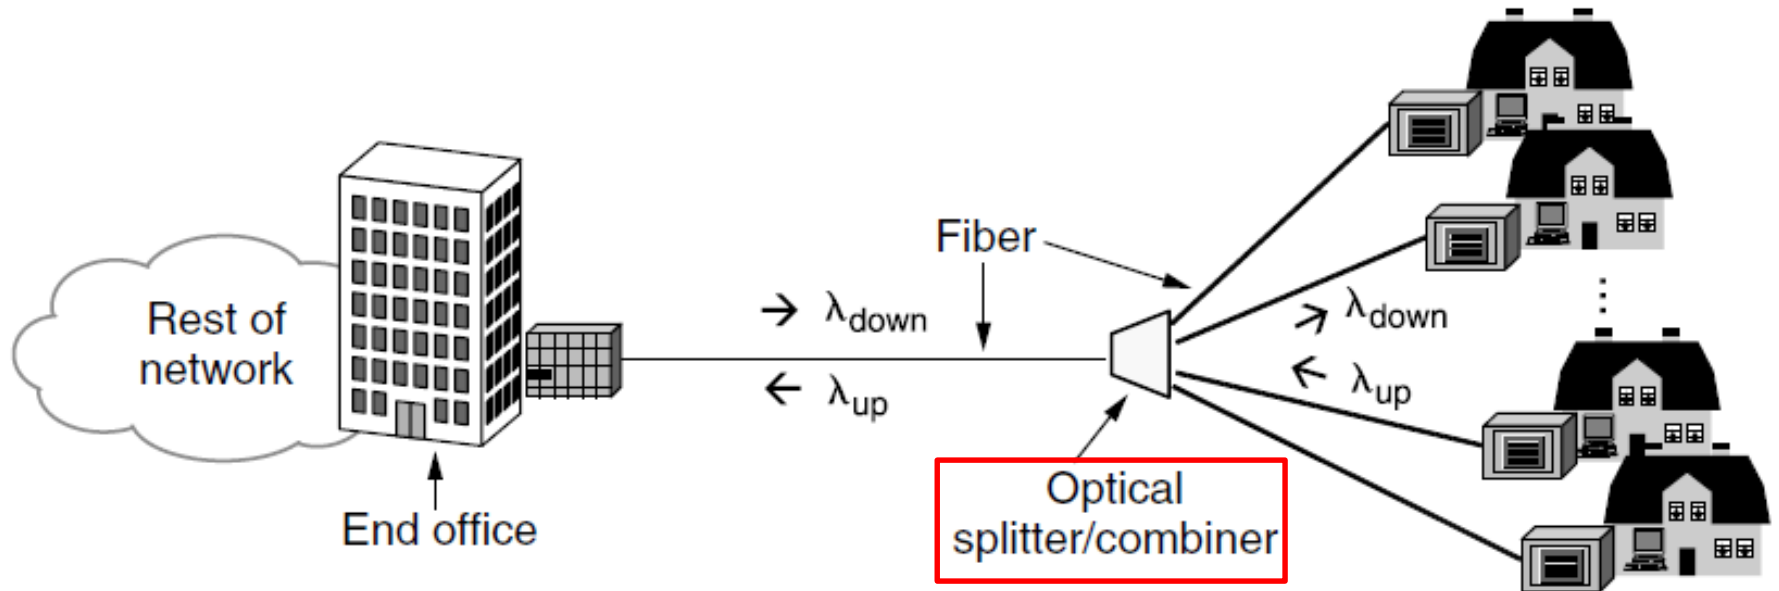 Rest of
network
End office
Fiber
→ λdown
← λup
Optical
splitter/combiner
→ λdown
← λup